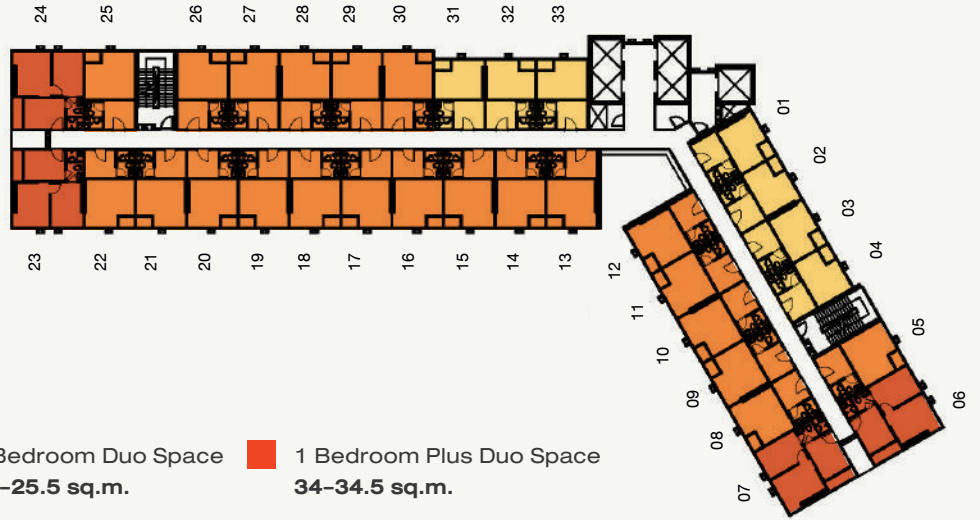 24 25 26 27 28 29 30 31 32 33
01
02
03
04
05
06
23 22 21 20 19 18 17 16 15 14 13
12
11
10
09
08
07
Bedroom Duo Space
–25.5 sq.m.
1 Bedroom Plus Duo Space
34–34.5 sq.m.